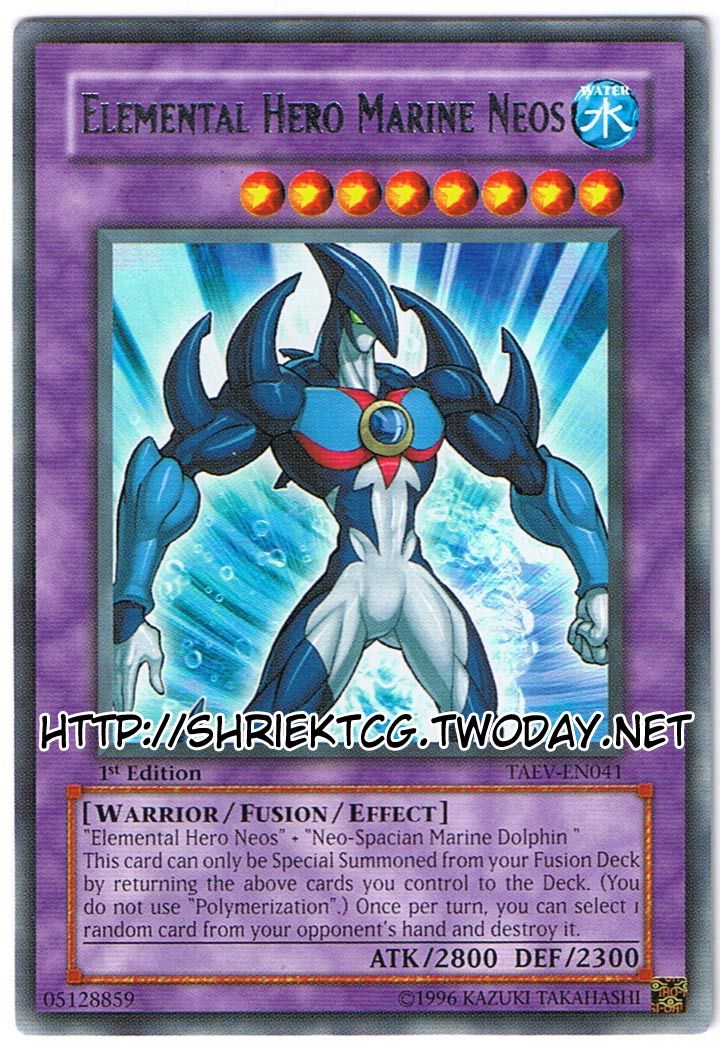 ELEMENTAL HERO MARINE NEOS
WATER
水
HTTP://SHRIEKTCG.TWODAY.NET
1st Edition TAEV-EN041
[WARRIOR/FUSION/EFFECT]
"Elemental Hero Neos" + "Neo-Spacian Marine Dolphin "
This card can only be Special Summoned from your Fusion Deck
by returning the above cards you control to the Deck. (You
do not use "Polymerization".) Once per turn, you can select 1
random card from your opponent's hand and destroy it.
ATK/2800 DEF/2300
05128859 ©1996 KAZUKI TAKAHASHI